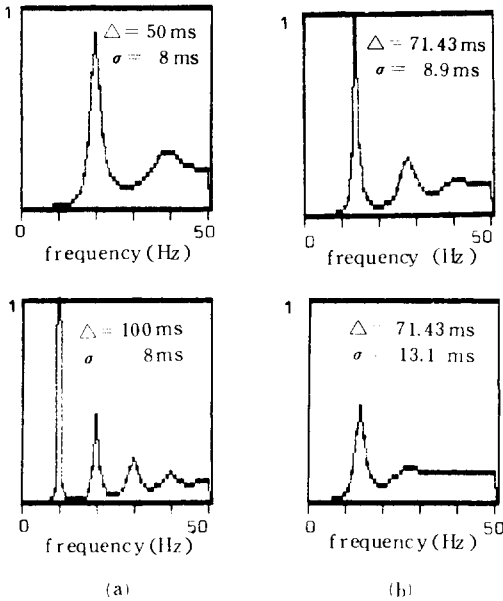 1
△ = 50 ms
σ = 8 ms
0
50
frequency(Hz)
1
△ = 71.43 ms
σ = 8.9 ms
0
50
frequency (Hz)
1
△ = 100 ms
σ 8 ms
0
50
frequency(Hz)
(a)
1
△ 71.43 ms
σ 13.1 ms
0
50
frequency(Hz)
(b)